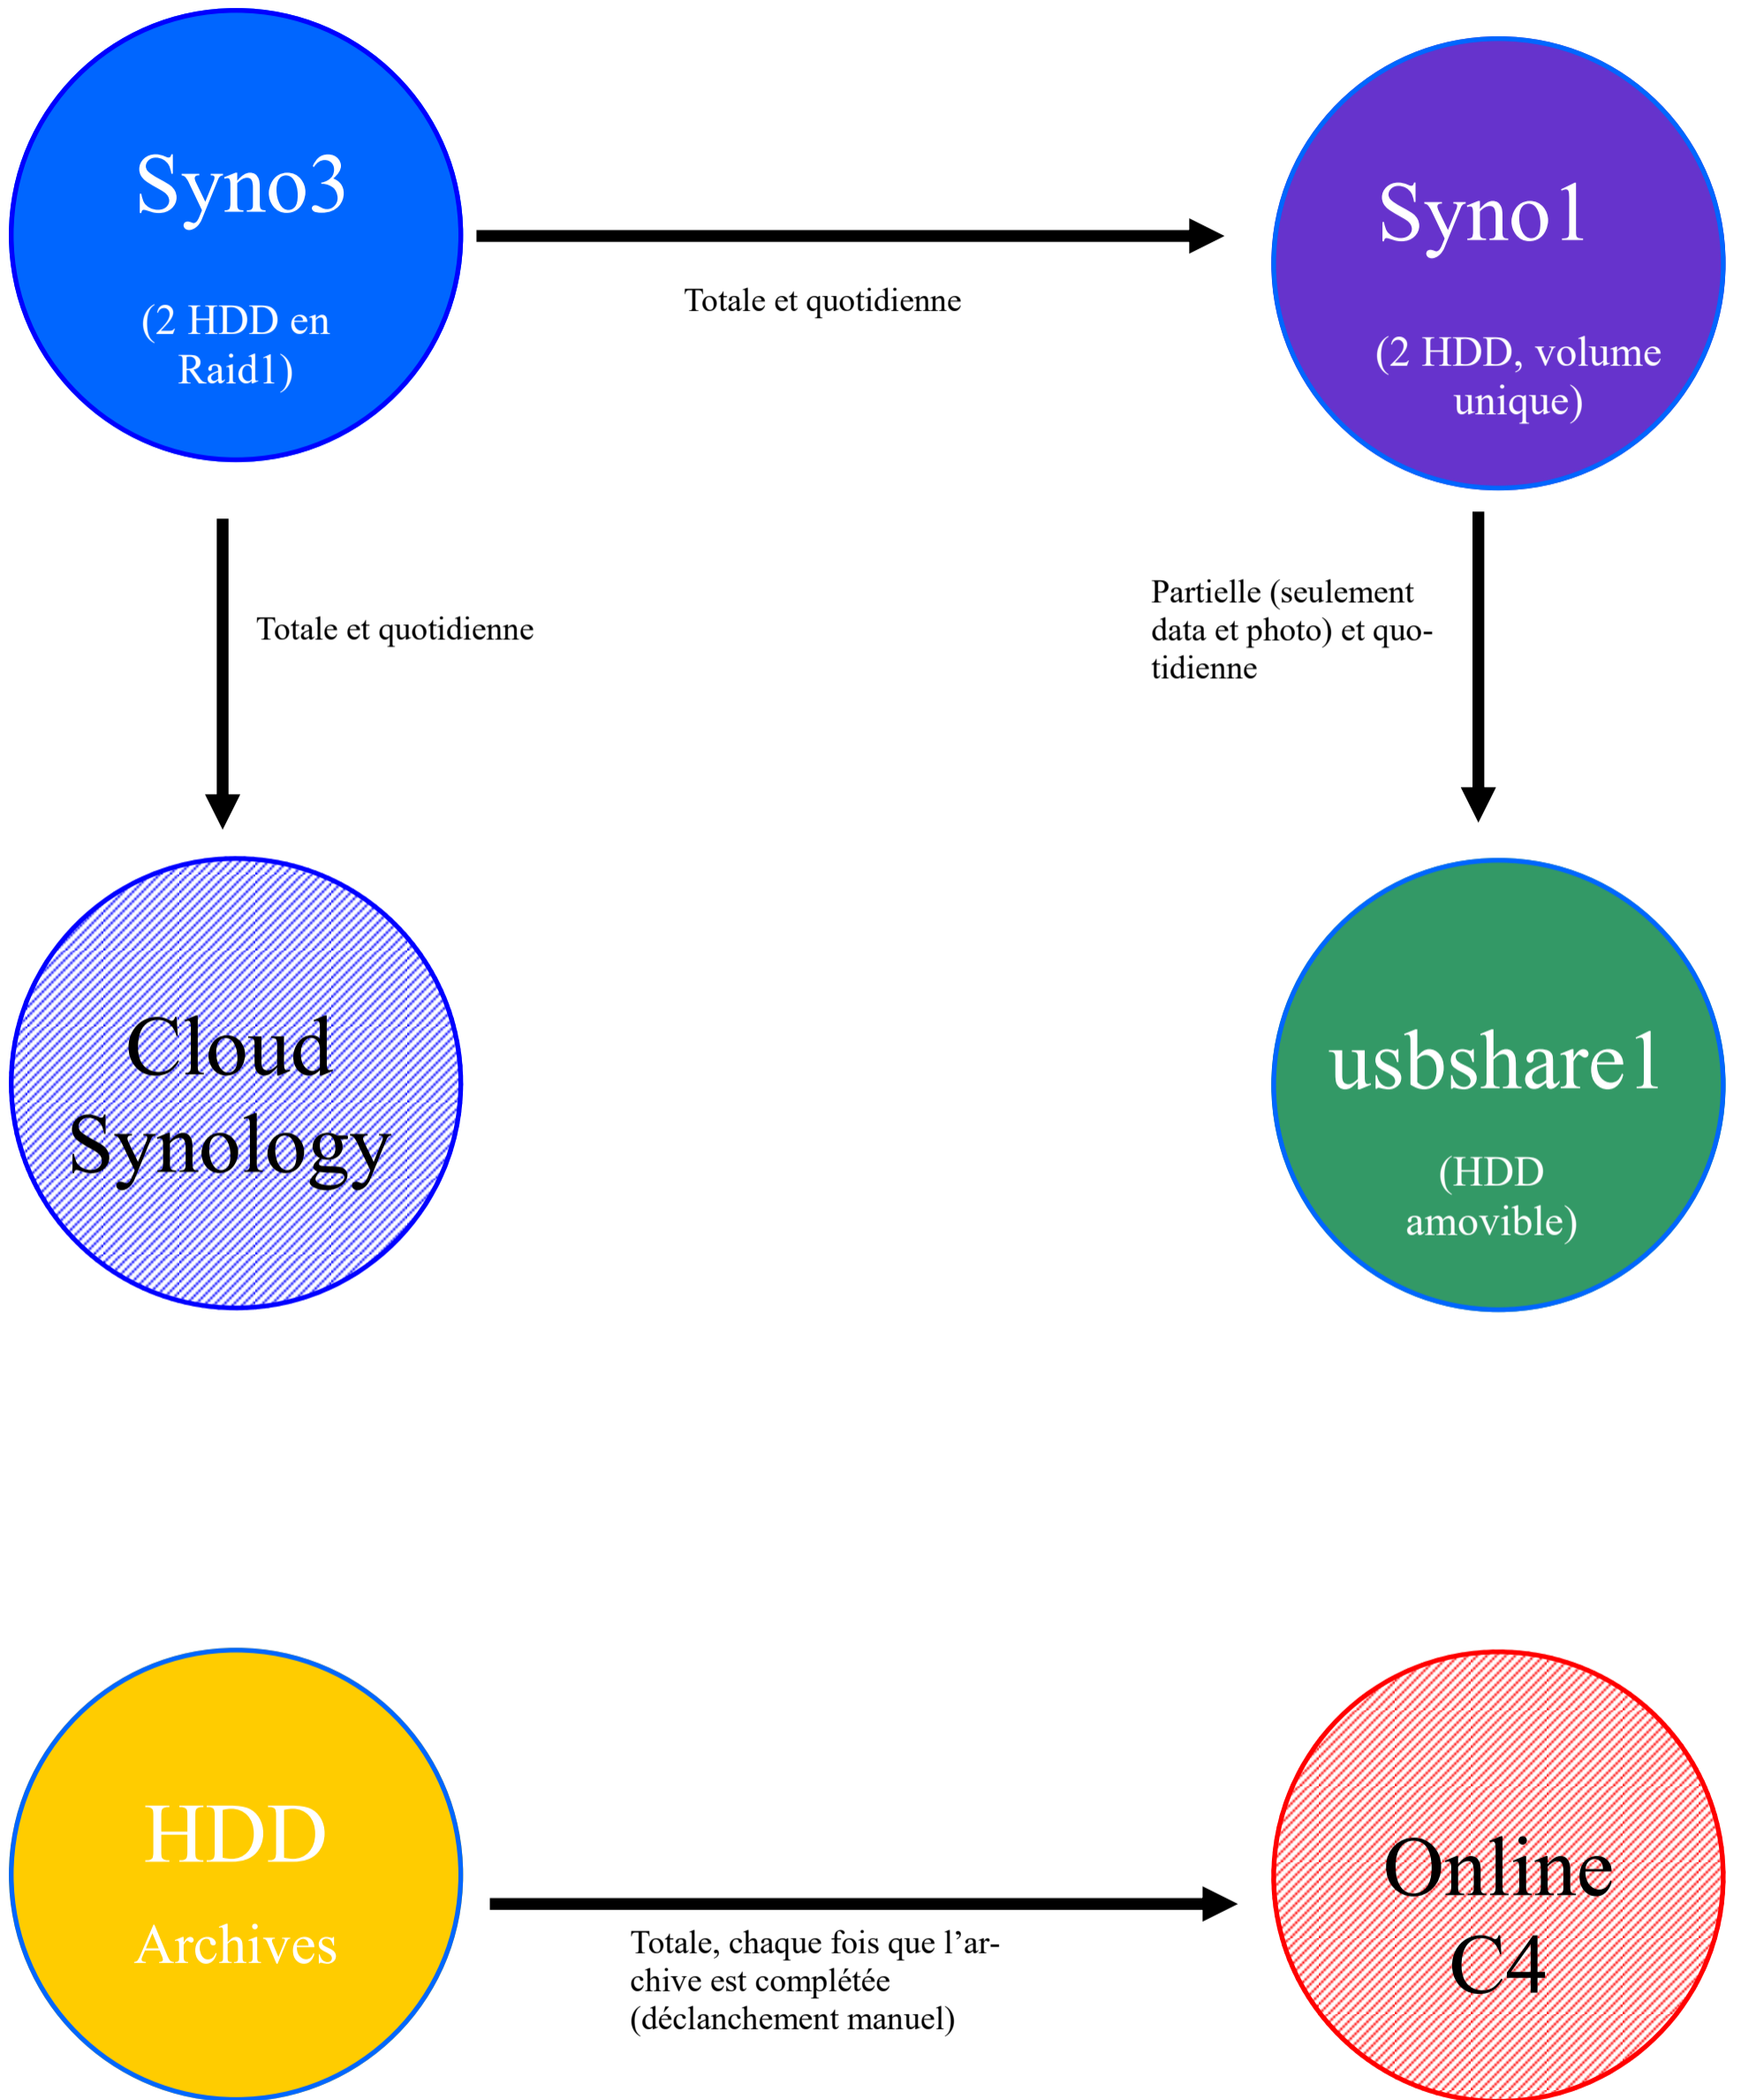 Syno3
(2 HDD en
Raid1)
Totale et quotidienne
Syno1
(2 HDD, volume
unique)
Totale et quotidienne
Partielle (seulement
data et photo) et quo-
tidienne
Cloud
Synology
usbshare1
(HDD
amovible)
HDD
Archives
Totale, chaque fois que l’ar-
chive est complétée
(déclanchement manuel)
Online
C4